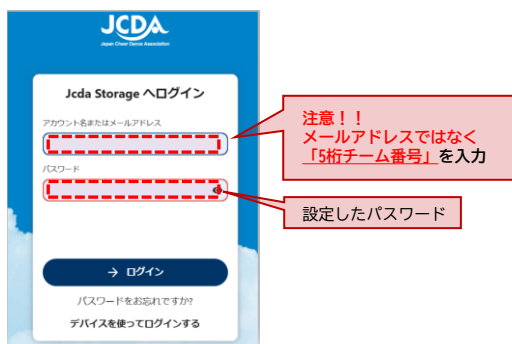 JCDA
Japan Cheer Dance Association
Jcda Storage へログイン
アカウント名またはメールアドレス
パスワード
→ ログイン
パスワードをお忘れですか?
デバイスを使ってログインする
注意！！
メールアドレスではなく
「5桁チーム番号」を入力
設定したパスワード